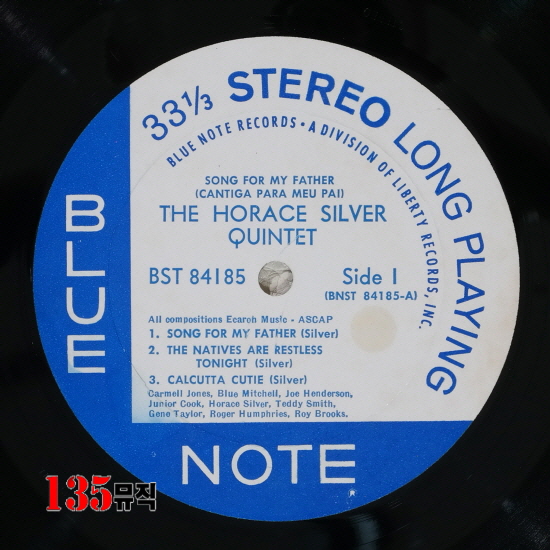 33⅓ STEREO LONG PLAYING
BLUE NOTE RECORDS • A DIVISION OF LIBERTY RECORDS, INC.
SONG FOR MY FATHER
(CANTIGA PARA MEU PAI)
THE HORACE SILVER
QUINTET
BST 84185
Side 1
(BNST 84185-A)
All compositions Ecaroh Music - ASCAP
1. SONG FOR MY FATHER (Silver)
2. THE NATIVES ARE RESTLESS
TONIGHT (Silver)
3. CALCUTTA CUTIE (Silver)
Carmell Jones, Blue Mitchell, Joe Henderson,
Junior Cook, Horace Silver, Teddy Smith,
Gene Taylor, Roger Humphries, Roy Brooks.
BLUE
NOTE
R
135뮤직